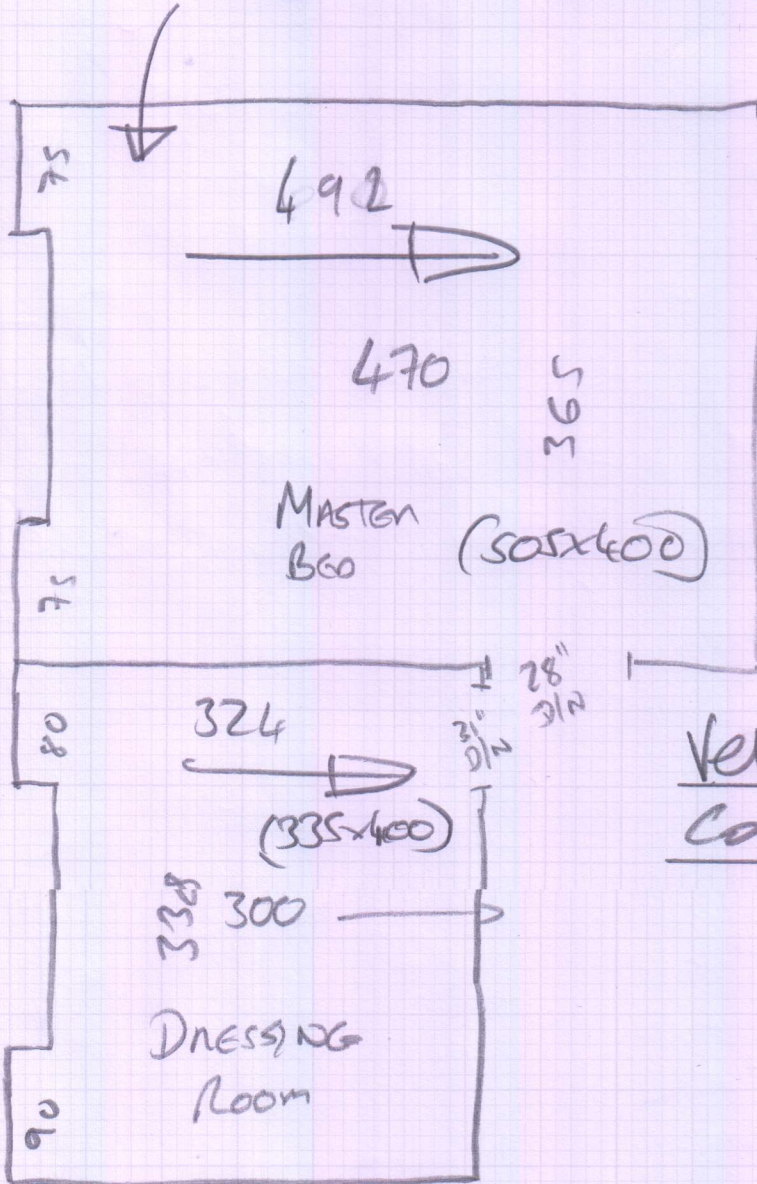 75
492
470
365
MASTER
BED
(505x400)
75
28"
D/N
80
324
31"
D/N
(335x400)
338
300
DRESSING
ROOM
90